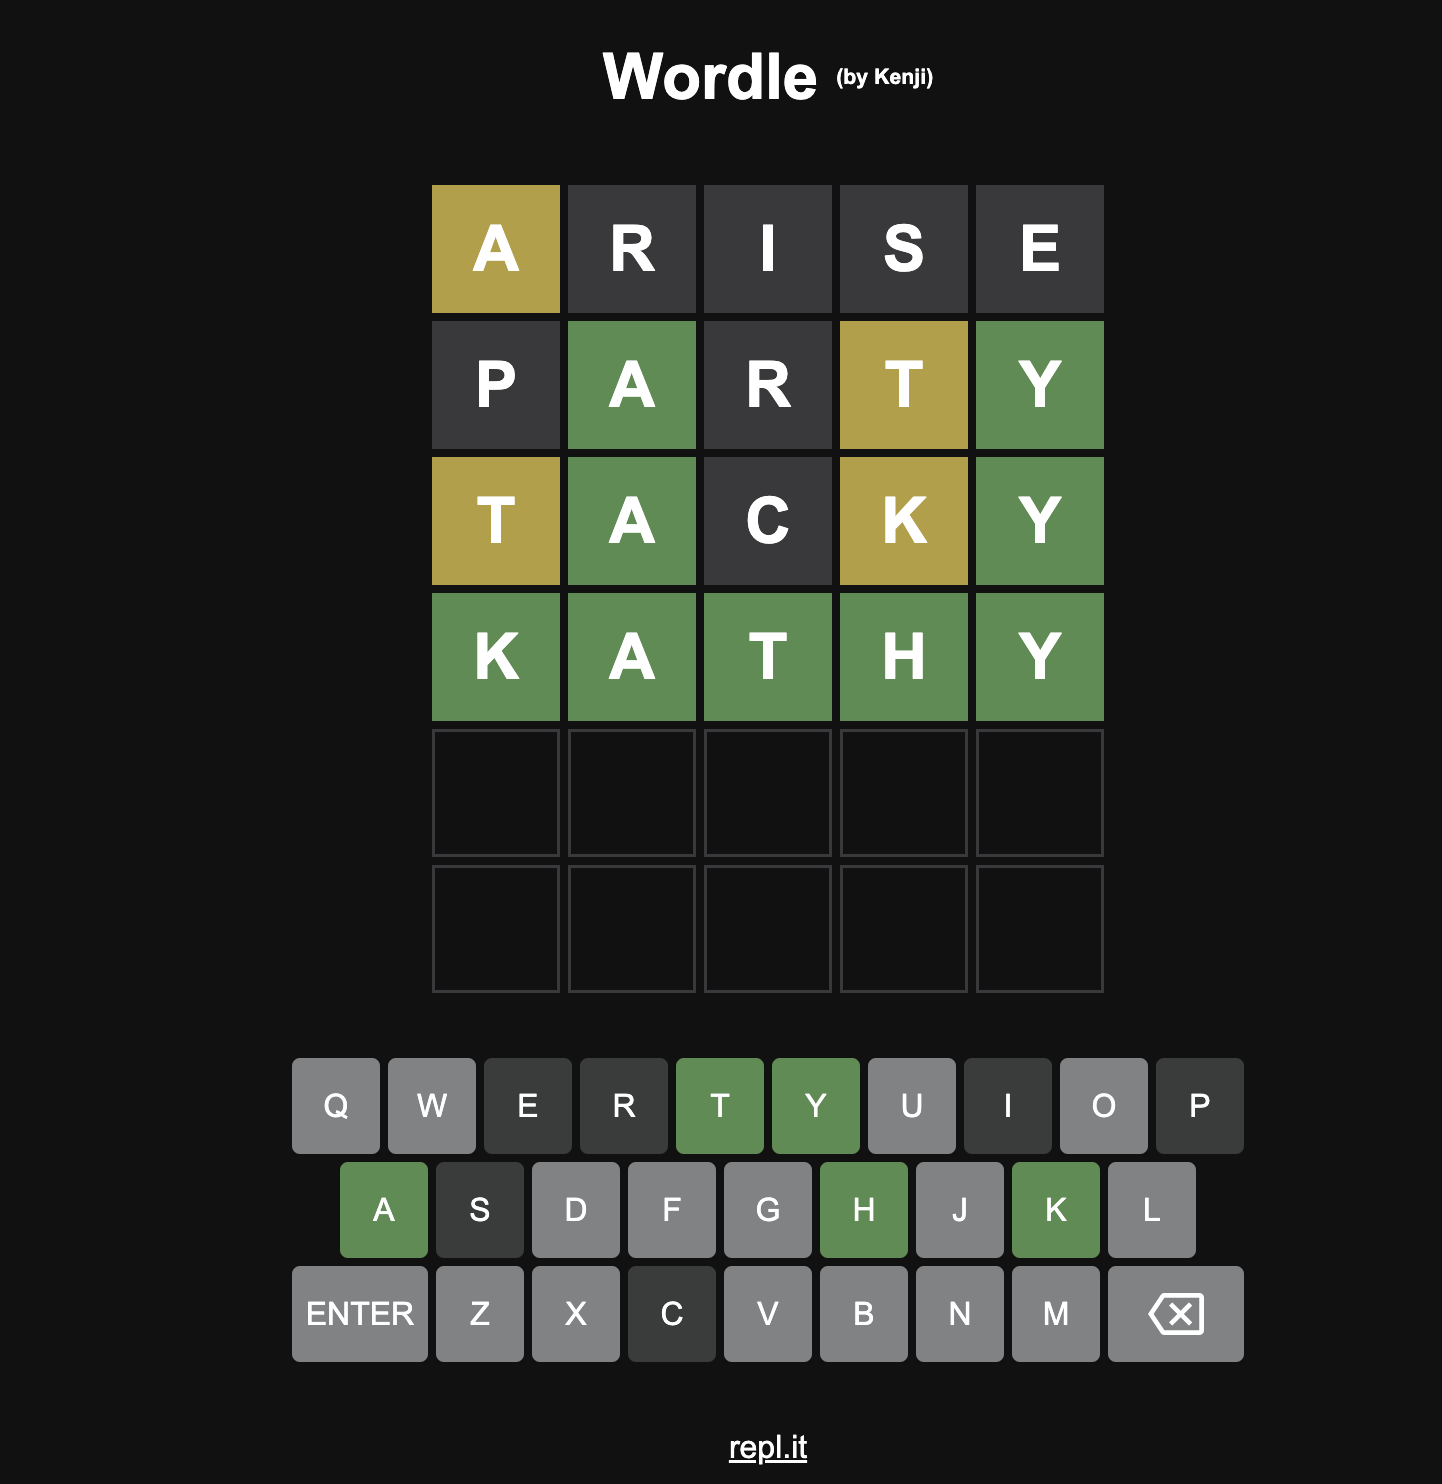 Wordle (by Kenji)
A R I S E
P A R T Y
T A C K Y
K A T H Y
Q W E R T Y U I O P
A S D F G H J K L
ENTER Z X C V B N M
repl.it